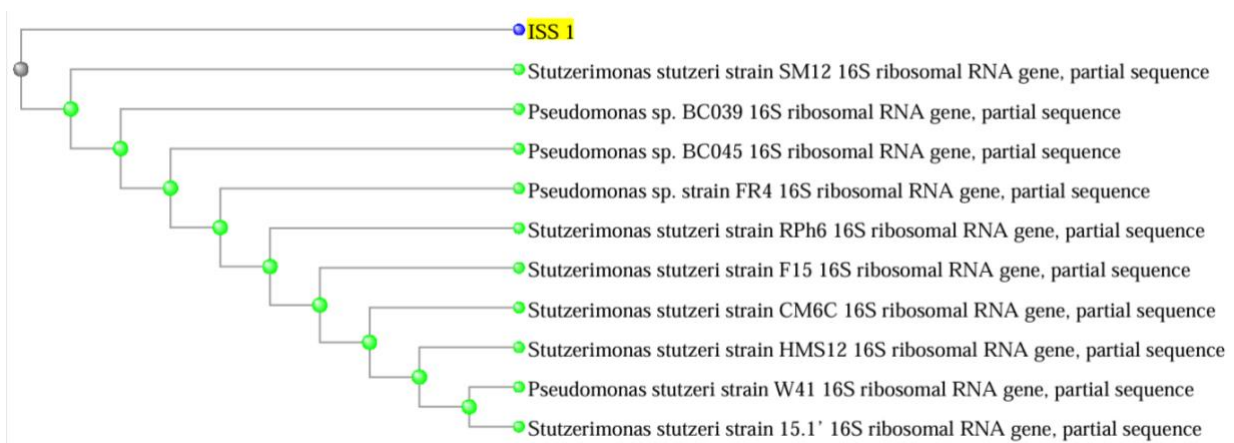 ISS 1
Stutzerimonas stutzeri strain SM12 16S ribosomal RNA gene, partial sequence
Pseudomonas sp. BC039 16S ribosomal RNA gene, partial sequence
Pseudomonas sp. BC045 16S ribosomal RNA gene, partial sequence
Pseudomonas sp. strain FR4 16S ribosomal RNA gene, partial sequence
Stutzerimonas stutzeri strain RPh6 16S ribosomal RNA gene, partial sequence
Stutzerimonas stutzeri strain F15 16S ribosomal RNA gene, partial sequence
Stutzerimonas stutzeri strain CM6C 16S ribosomal RNA gene, partial sequence
Stutzerimonas stutzeri strain HMS12 16S ribosomal RNA gene, partial sequence
Pseudomonas stutzeri strain W41 16S ribosomal RNA gene, partial sequence
Stutzerimonas stutzeri strain 15.1’ 16S ribosomal RNA gene, partial sequence